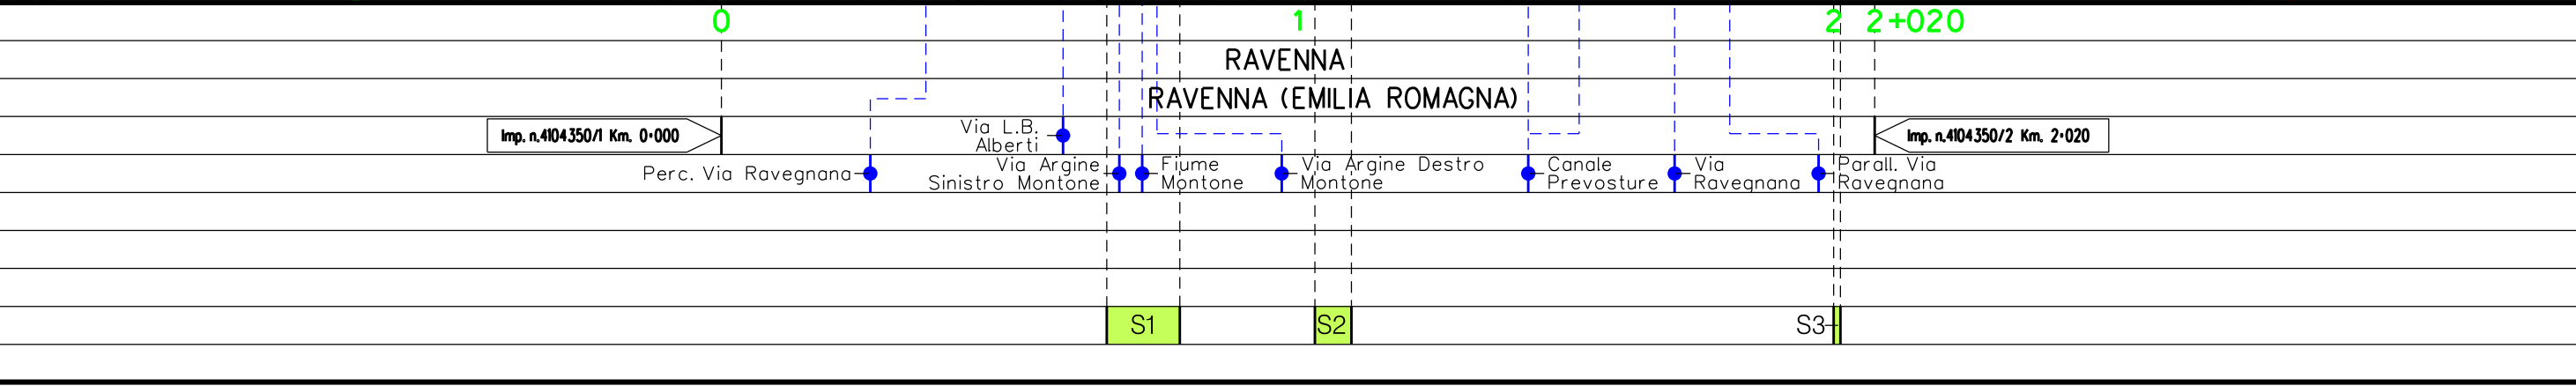 0 1 2 2+020
RAVENNA
RAVENNA (EMILIA ROMAGNA)
Imp. n.4104350/1 Km. 0+000
Via L.B.
Alberti
Imp. n.4104350/2 Km. 2+020
Perc. Via Ravegnana
Via Argine
Sinistro Montone
Fiume
Montone
Via Argine Destro
Montone
Canale
Prevosture
Via
Ravegnana
Parall. Via
Ravegnana
S1 S2 S3